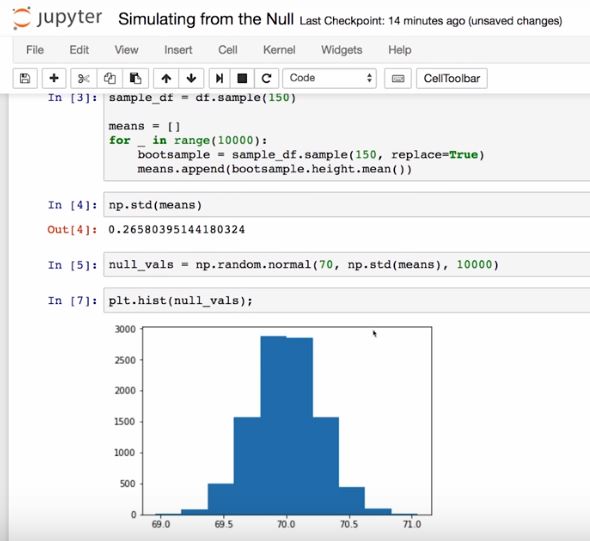 jupyter Simulating from the Null Last Checkpoint: 14 minutes ago (unsaved changes)
File Edit View Insert Cell Kernel Widgets Help
Code CellToolbar
In [3]: sample_df = df.sample(150)
means = []
for _ in range(10000):
bootsample = sample_df.sample(150, replace=True)
means.append(bootsample.height.mean())
In [4]: np.std(means)
Out[4]: 0.26580395144180324
In [5]: null_vals = np.random.normal(70, np.std(means), 10000)
In [7]: plt.hist(null_vals);
3000
2500
2000
1500
1000
500
0
69.0 69.5 70.0 70.5 71.0